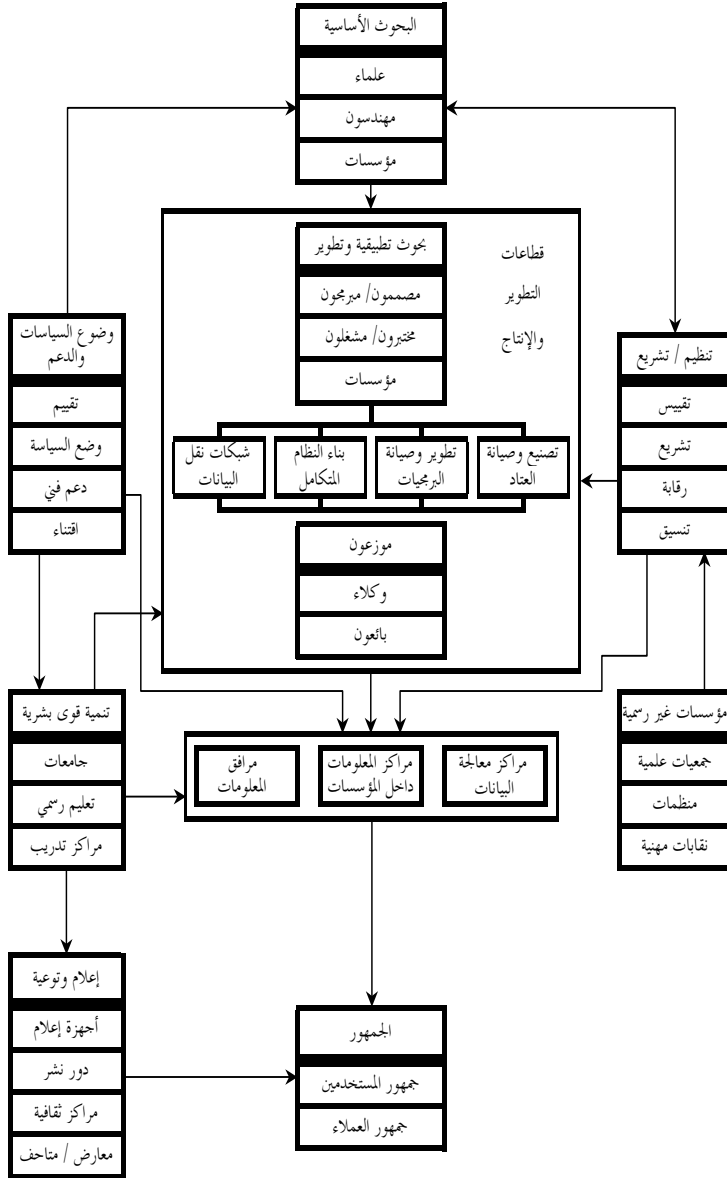 البحوث الأساسية
علماء
مهندسون
مؤسسات
بحوث تطبيقية وتطوير
مصممون/ مبرمجون
مختبرون/ مشغلون
مؤسسات
قطاعات
التطوير
والإنتاج
تصنيع وصيانة
العتاد
تطوير وصيانة
البرمجيات
بناء النظام
المتكامل
شبكات نقل
البيانات
موزعون
وكلاء
بائعون
تنظيم / تشريع
تقييس
تشريع
رقابة
تنسيق
وضوع السياسات
والدعم
تقييم
وضع السياسة
دعم فني
اقتناء
مؤسسات غير رسمية
جمعيات علمية
منظمات
نقابات مهنية
مراكز معالجة
البيانات
مراكز المعلومات
داخل المؤسسات
مرافق
المعلومات
تنمية قوى بشرية
جامعات
تعليم رسمي
مراكز تدريب
إعلام وتوعية
أجهزة إعلام
دور نشر
مراكز ثقافية
معارض / متاحف
الجمهور
جمهور المستخدمين
جمهور العملاء